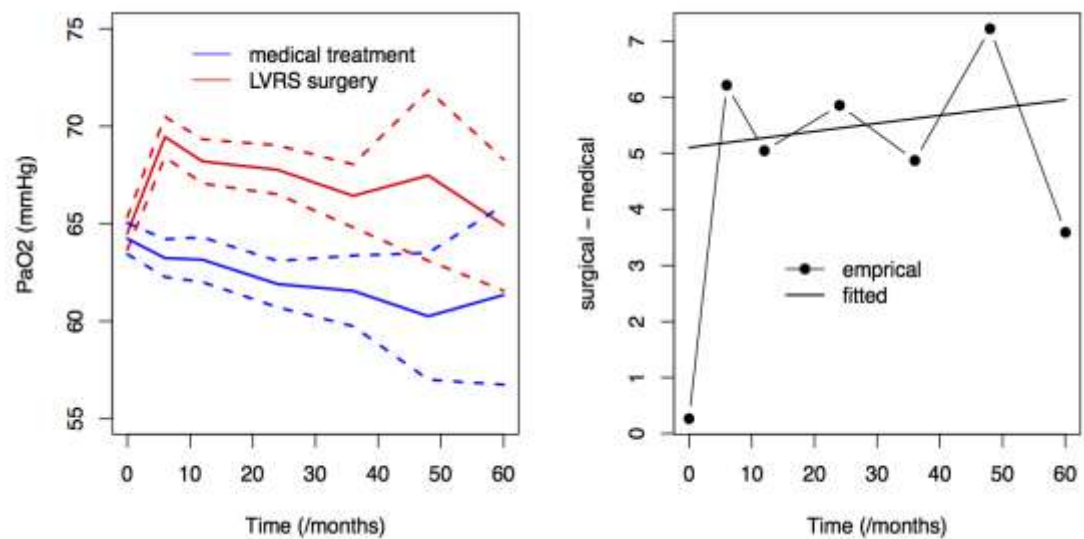 75
70
65
60
55
PaO2 (mmHg)
medical treatment
LVRS surgery
0 10 20 30 40 50 60
Time (/months)
7
6
5
4
3
2
1
0
surgical − medical
emprical
fitted
0 10 20 30 40 50 60
Time (/months)